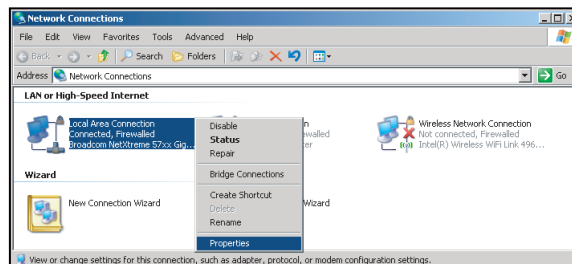 Network Connections
File Edit View Favorites Tools Advanced Help
Back Search Folders
Address Network Connections Go
LAN or High-Speed Internet
Local Area Connection
Connected, Firewalled
Broadcom NetXtreme 57xx Gig...
Disable
Status
Repair
Bridge Connections
Create Shortcut
Delete
Rename
Properties
n
ewalled
ter
Wireless Network Connection
Not connected, Firewalled
Intel(R) Wireless WiFi Link 496...
Wizard
New Connection Wizard
Wizard
View or change settings for this connection, such as adapter, protocol, or modem configuration settings.